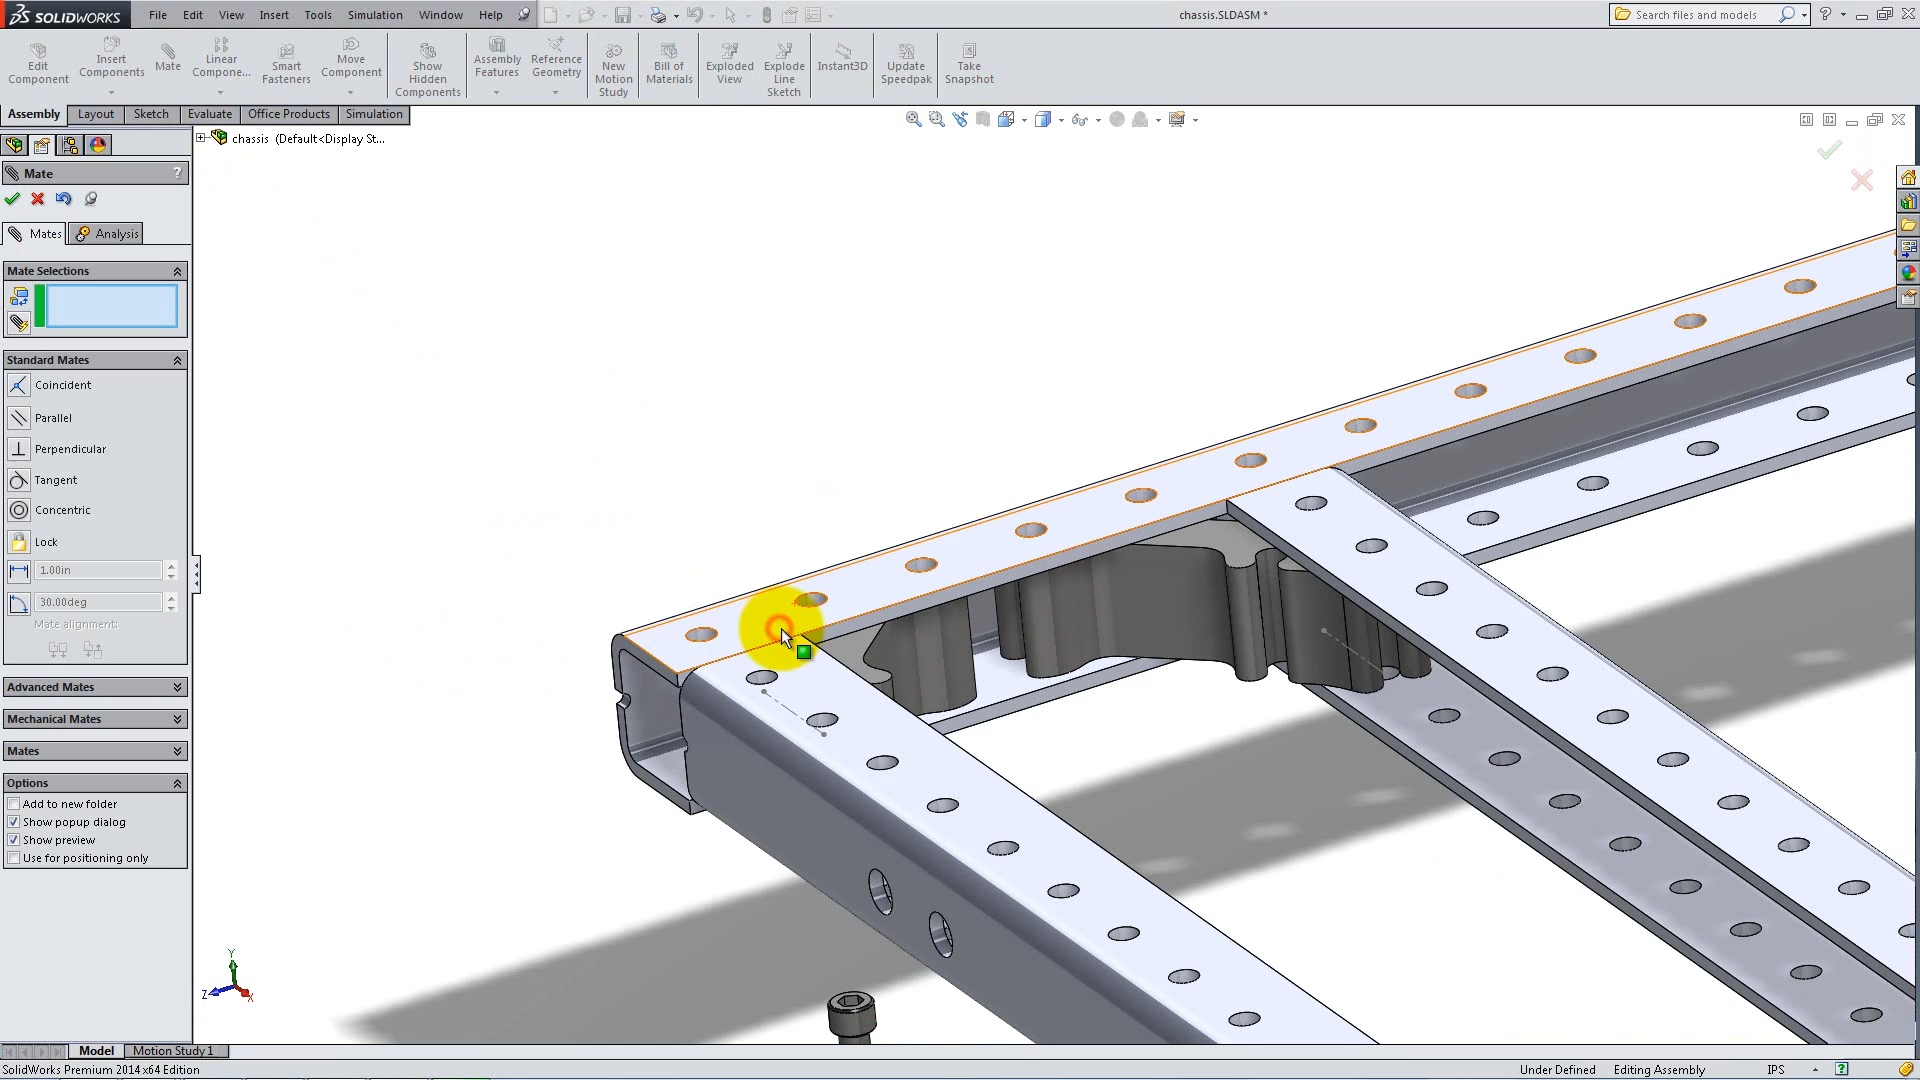 SOLIDWORKS File Edit View Insert Tools Simulation Window Help chassis.SLDASM * Search files and models ?
Edit Component
Insert Components
Mate
Linear Compone...
Smart Fasteners
Move Component
Show Hidden Components
Assembly Features
Reference Geometry
New Motion Study
Bill of Materials
Exploded View
Explode Line Sketch
Instant3D
Update Speedpak
Take Snapshot
Assembly Layout Sketch Evaluate Office Products Simulation
chassis (Default<Display St...
Mate ?
Mates Analysis
Mate Selections
Standard Mates
Coincident
Parallel
Perpendicular
Tangent
Concentric
Lock
1.00in
30.00deg
Mate alignment:
Advanced Mates
Mechanical Mates
Mates
Options
Add to new folder
Show popup dialog
Show preview
Use for positioning only
Y
Z X
Model Motion Study 1
SolidWorks Premium 2014 x64 Edition Under Defined Editing Assembly IPS ?